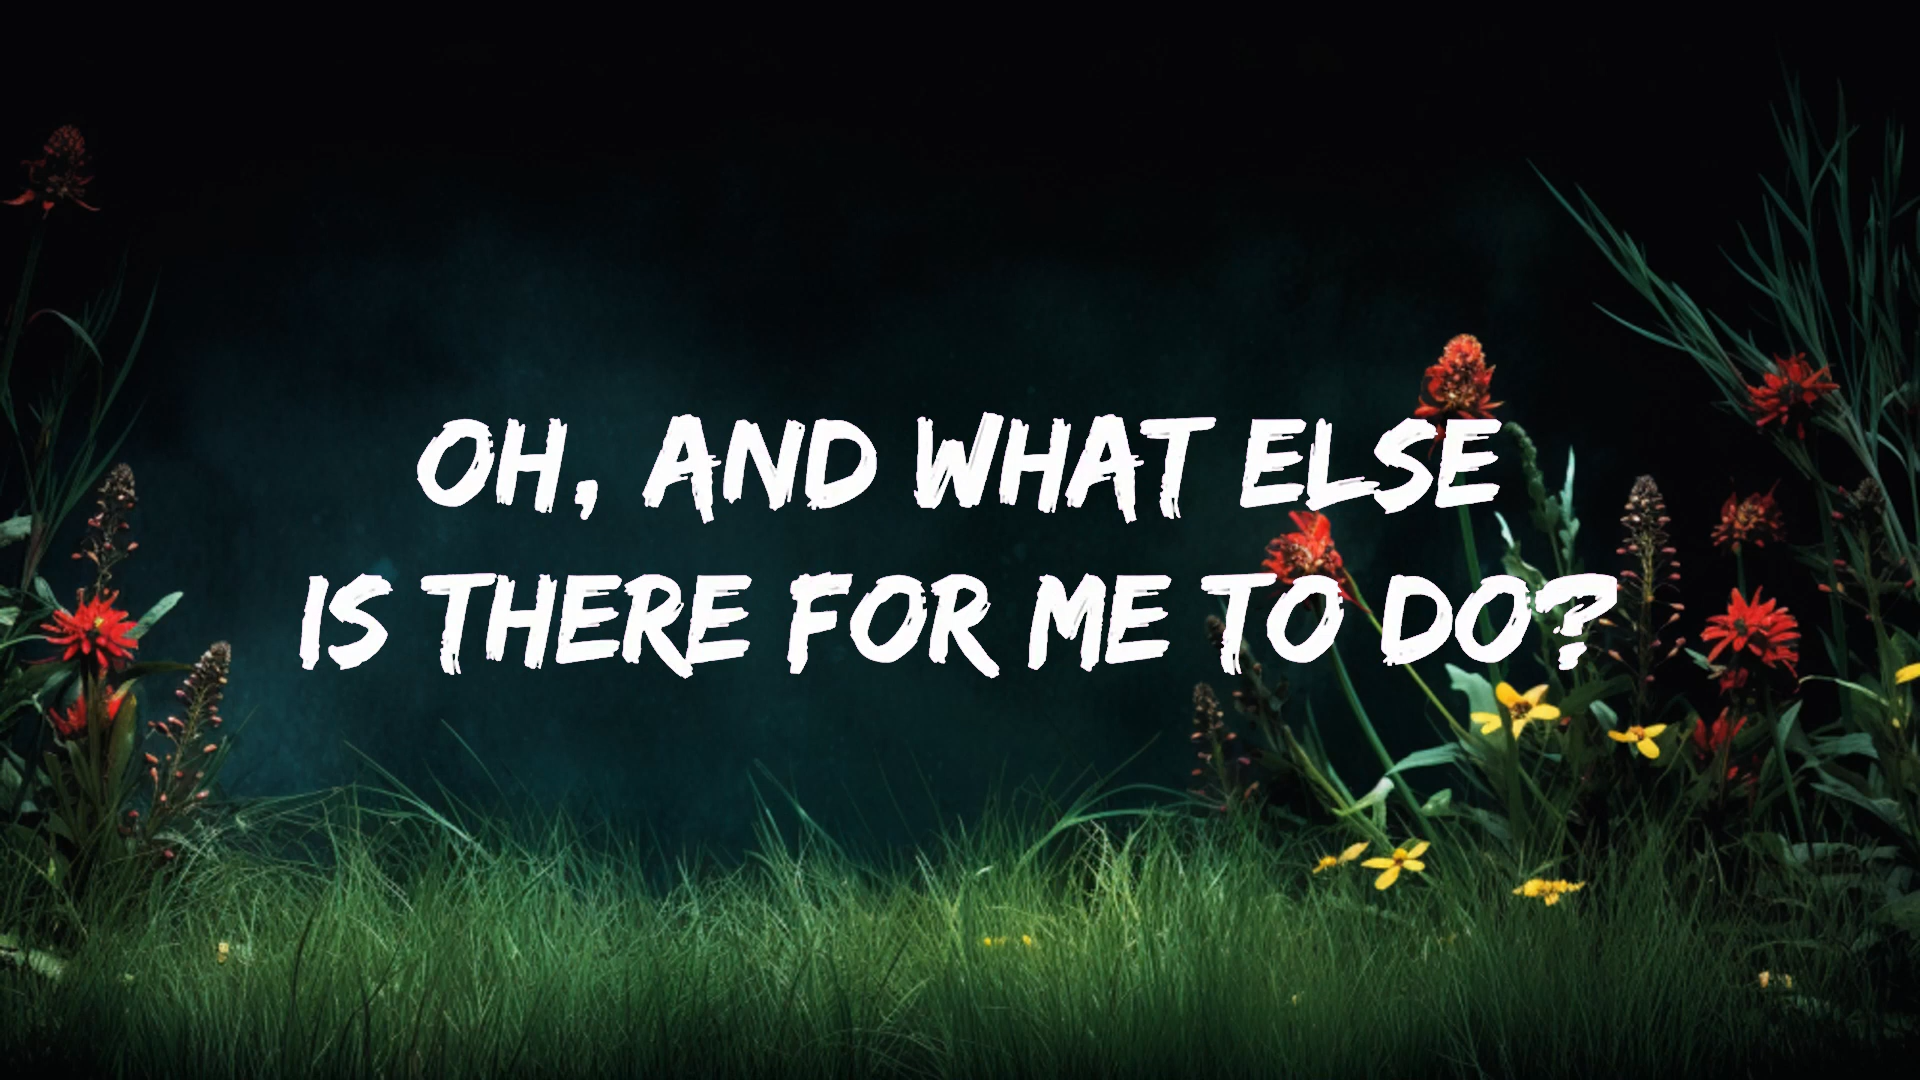 OH, AND WHAT ELSE
IS THERE FOR ME TO DO?